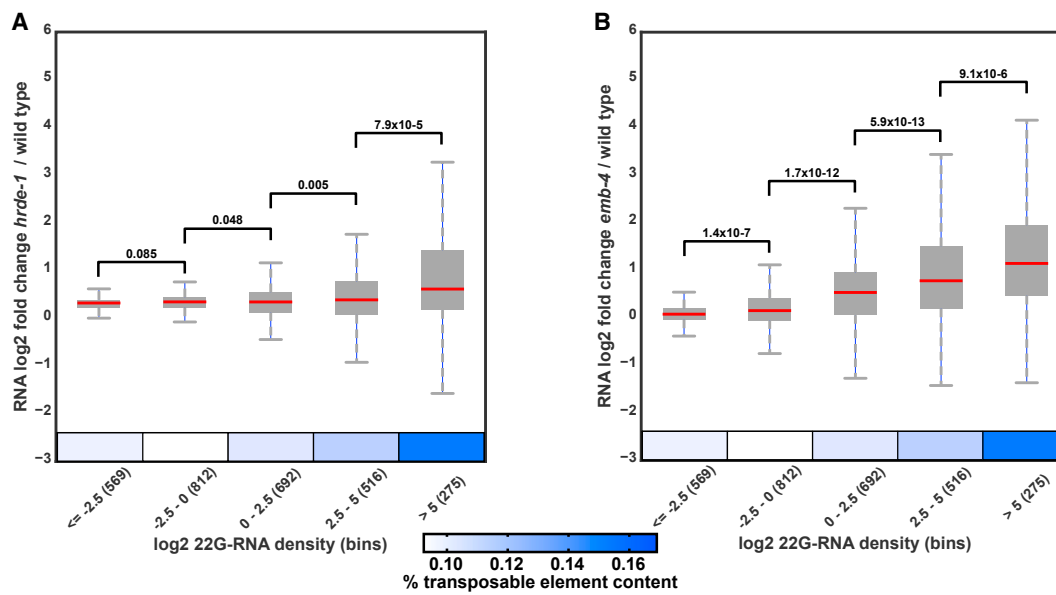 A
RNA log2 fold change hrde-1 / wild type
6
5
4
3
2
1
0
−1
−2
−3
0.085
0.048
0.005
7.9x10-5
<= -2.5 (569)
-2.5 - 0 (812)
0 - 2.5 (692)
2.5 - 5 (516)
> 5 (275)
log2 22G-RNA density (bins)
B
RNA log2 fold change emb-4 / wild type
6
5
4
3
2
1
0
−1
−2
−3
1.4x10-7
1.7x10-12
5.9x10-13
9.1x10-6
<= -2.5 (569)
-2.5 - 0 (812)
0 - 2.5 (692)
2.5 - 5 (516)
> 5 (275)
log2 22G-RNA density (bins)
0.10 0.12 0.14 0.16
% transposable element content